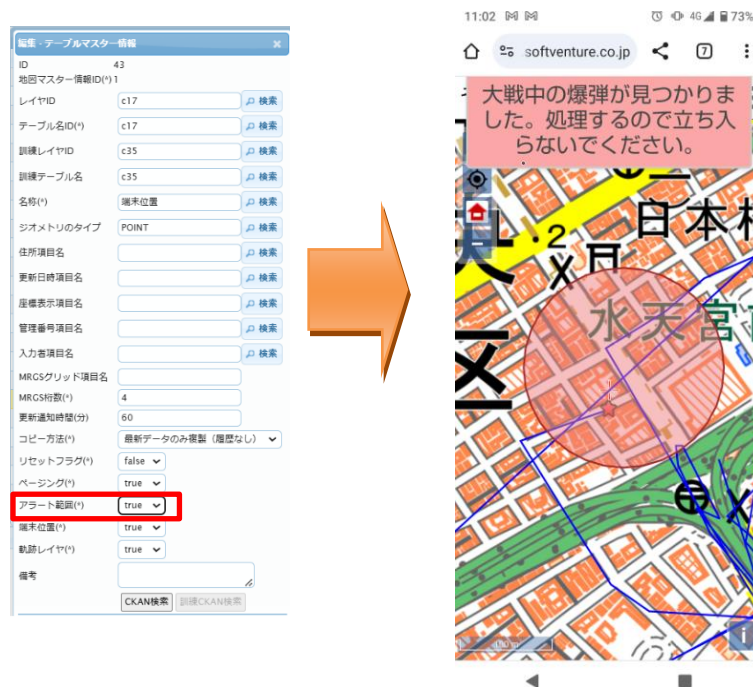 編集 - テーブルマスター情報
ID 43
地図マスター情報ID(*) 1
レイヤID c17 検索
テーブル名ID(*) c17 検索
訓練レイヤID c35 検索
訓練テーブル名 c35 検索
名称(*) 端末位置 検索
ジオメトリのタイプ POINT 検索
住所項目名 検索
更新日時項目名 検索
座標表示項目名 検索
管理番号項目名 検索
入力者項目名 検索
MRGSグリッド項目名
MRGS桁数(*) 4
更新通知時間(分) 60
コピー方法(*) 最新データのみ複製（履歴なし）
リセットフラグ(*) false
ページング(*) true
アラート範囲(*) true
端末位置(*) true
軌跡レイヤ(*) true
備考
CKAN検索 訓練CKAN検索
11:02 4G 73%
softventure.co.jp 7
大戦中の爆弾が見つかりま
した。処理するので立ち入
らないでください。
日本橋
2
水天宮前
区
i